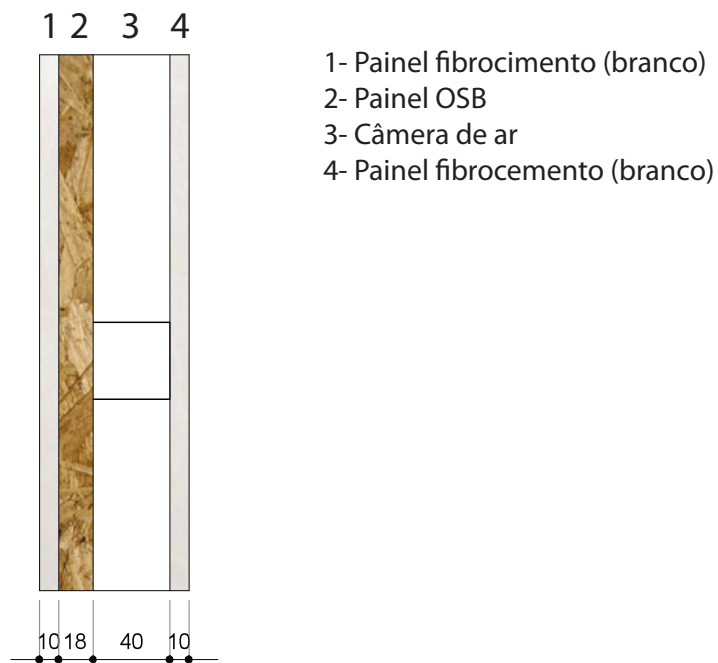 1 2 3 4
1- Painel fibrocimento (branco)
2- Painel OSB
3- Câmera de ar
4- Painel fibrocemento (branco)
10 18 40 10